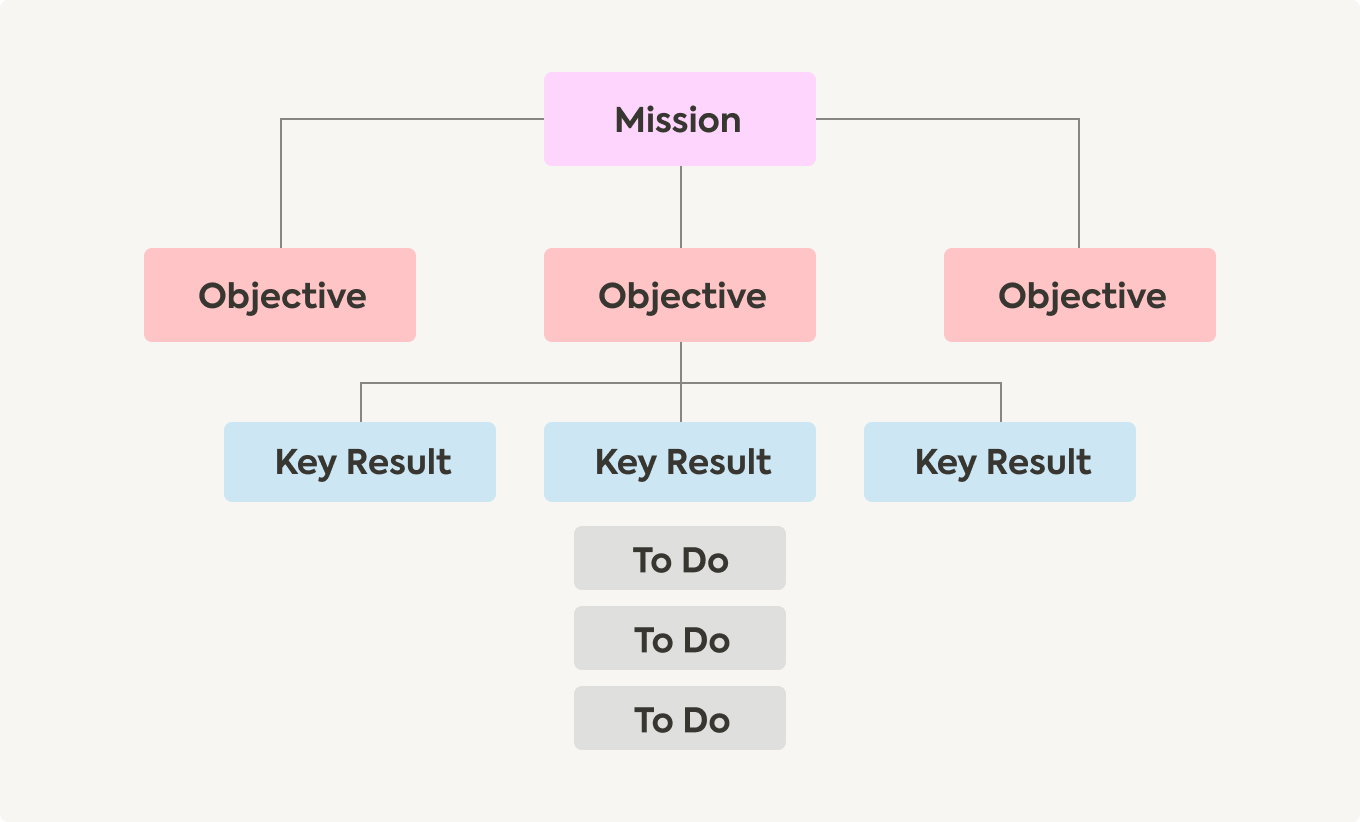 Mission
Objective
Objective
Objective
Key Result
Key Result
Key Result
To Do
To Do
To Do